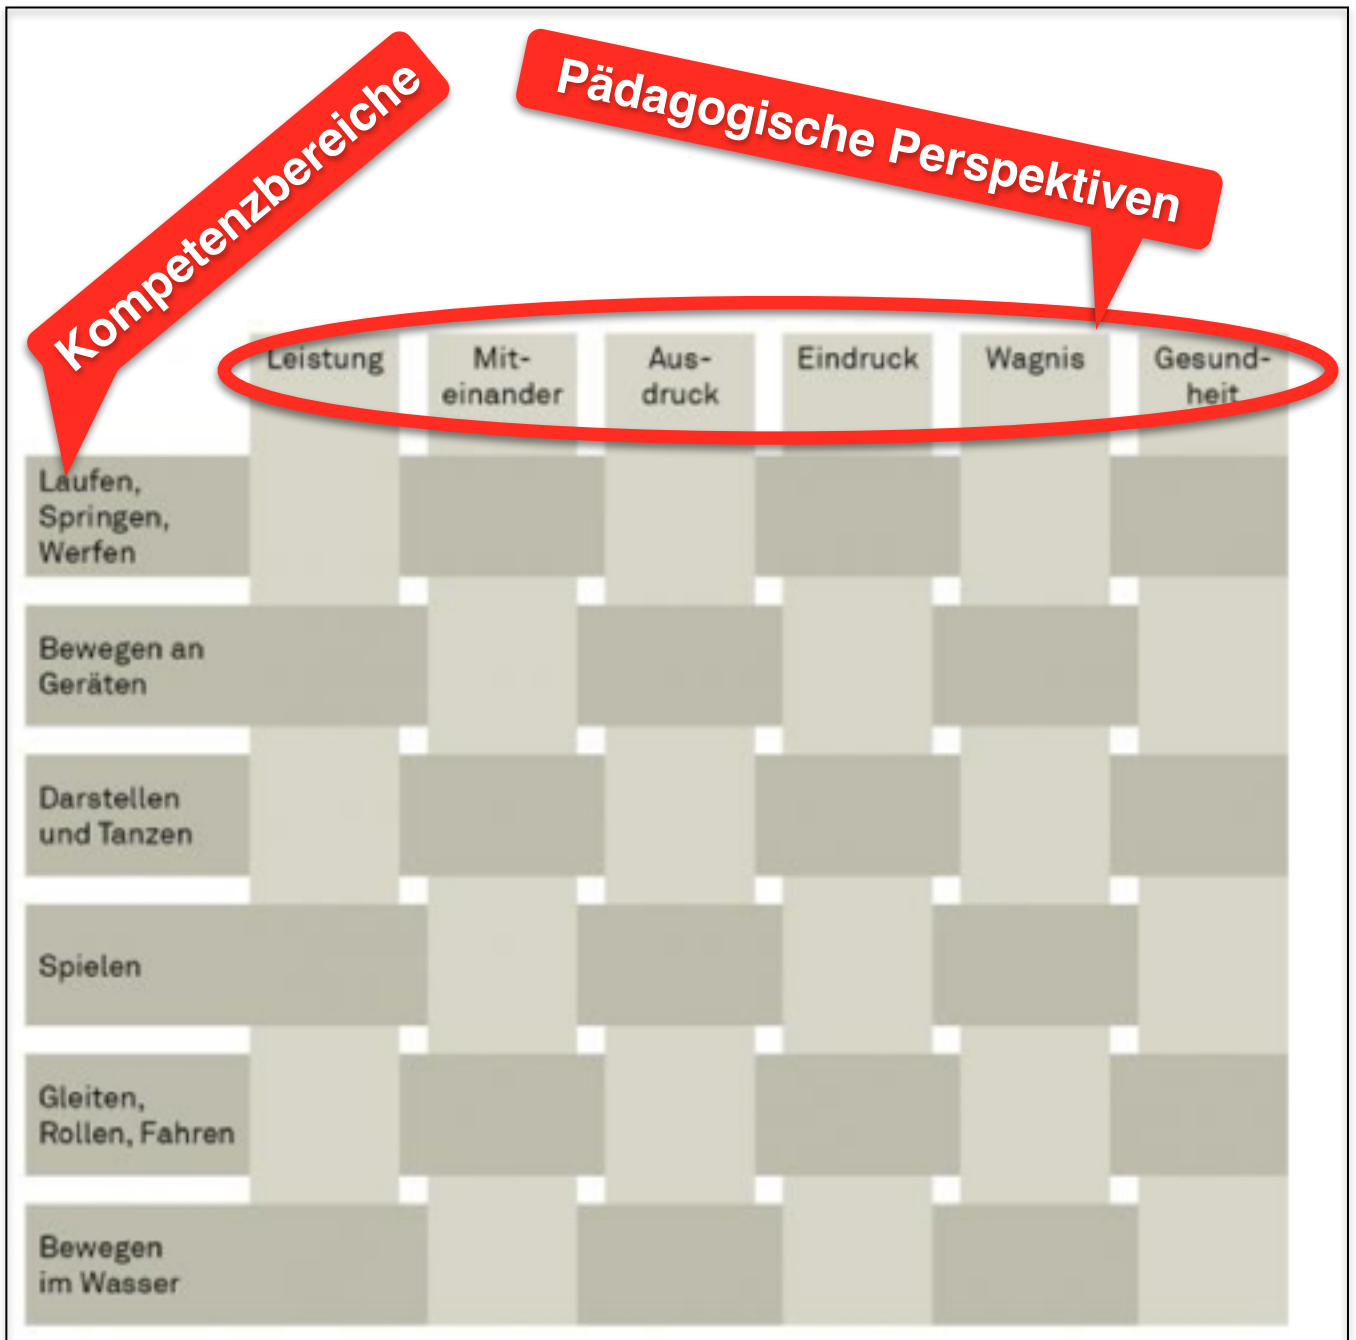 Kompetenzbereiche
Pädagogische Perspektiven
Leistung
Mit-
einander
Aus-
druck
Eindruck
Wagnis
Gesund-
heit
Laufen,
Springen,
Werfen
Bewegen an
Geräten
Darstellen
und Tanzen
Spielen
Gleiten,
Rollen, Fahren
Bewegen
im Wasser